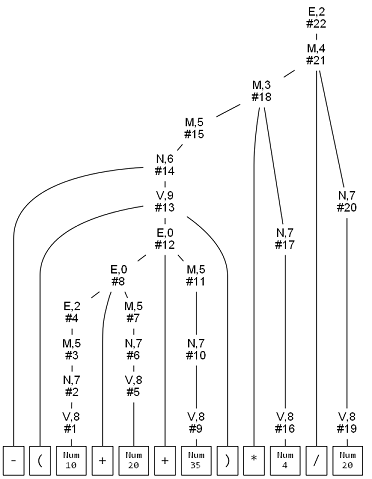 E,2
#22
M,4
#21
M,3
#18
M,5
#15
N,6
#14
V,9
#13
N,7
#20
E,0
#12
N,7
#17
E,0
#8
M,5
#11
E,2
#4
M,5
#7
M,5
#3
N,7
#6
N,7
#10
N,7
#2
V,8
#5
V,8
#1
V,8
#9
V,8
#16
V,8
#19
- ( + + ) * /
Num Num Num Num Num
10 20 35 4 20